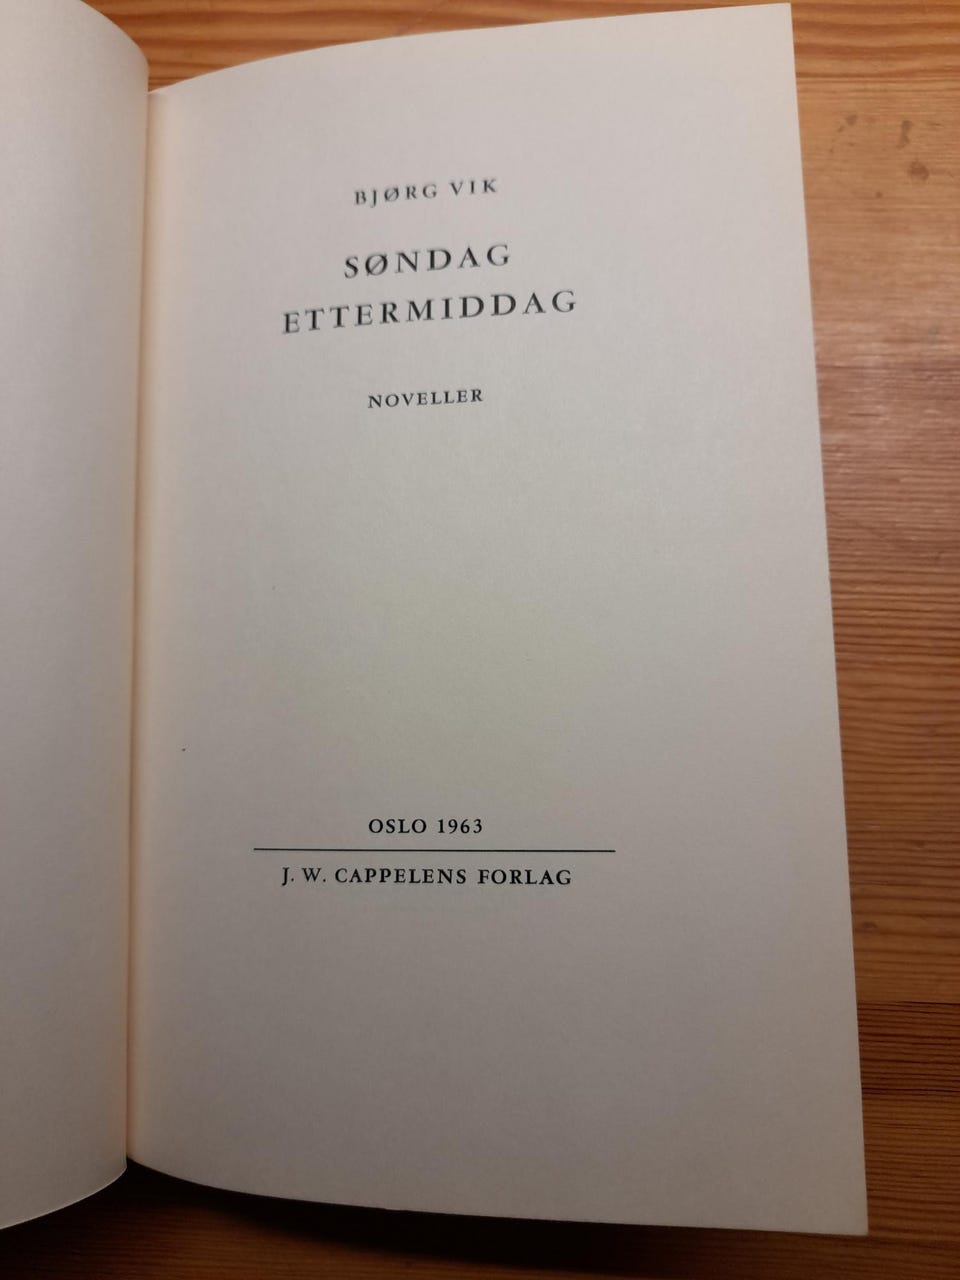 BJØRG VIK
SØNDAG
ETTERMIDDAG
NOVELLER
OSLO 1963
J. W. CAPPELENS FORLAG